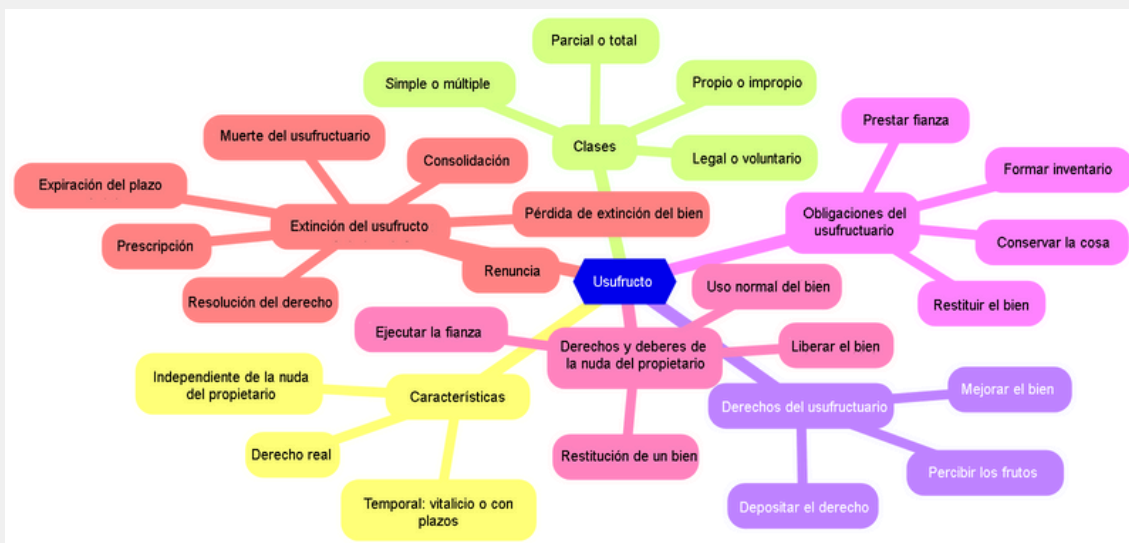 Parcial o total
Simple o múltiple
Propio o impropio
Clases
Legal o voluntario
Muerte del usufructuario
Consolidación
Expiración del plazo
Extinción del usufructo
Pérdida de extinción del bien
Prescripción
Renuncia
Resolución del derecho
Prestar fianza
Formar inventario
Obligaciones del
usufructuario
Conservar la cosa
Restituir el bien
Usufructo
Uso normal del bien
Ejecutar la fianza
Derechos y deberes de
la nuda del propietario
Liberar el bien
Restitución de un bien
Independiente de la nuda
del propietario
Características
Derecho real
Temporal: vitalicio o con
plazos
Derechos del usufructuario
Mejorar el bien
Percibir los frutos
Depositar el derecho